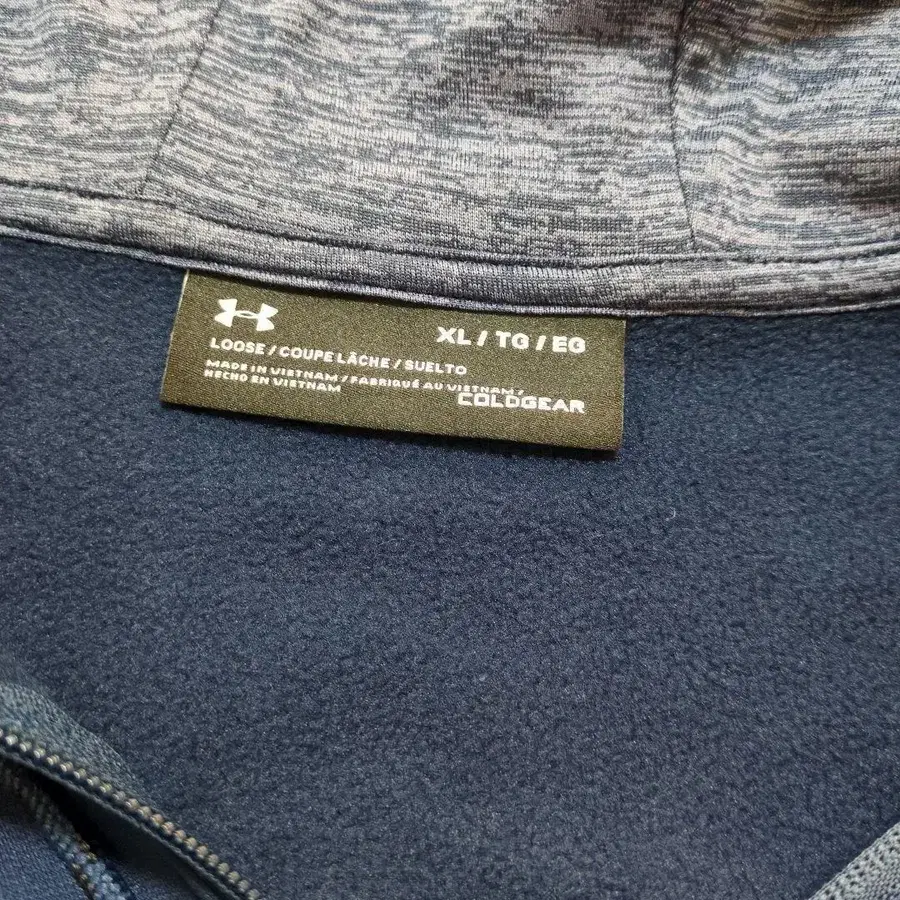 XL / TG / EG
LOOSE / COUPE LÂCHE / SUELTO
MADE IN VIETNAM / FABRIQUÉ AU VIETNAM /
HECHO EN VIETNAM
COLDGEAR